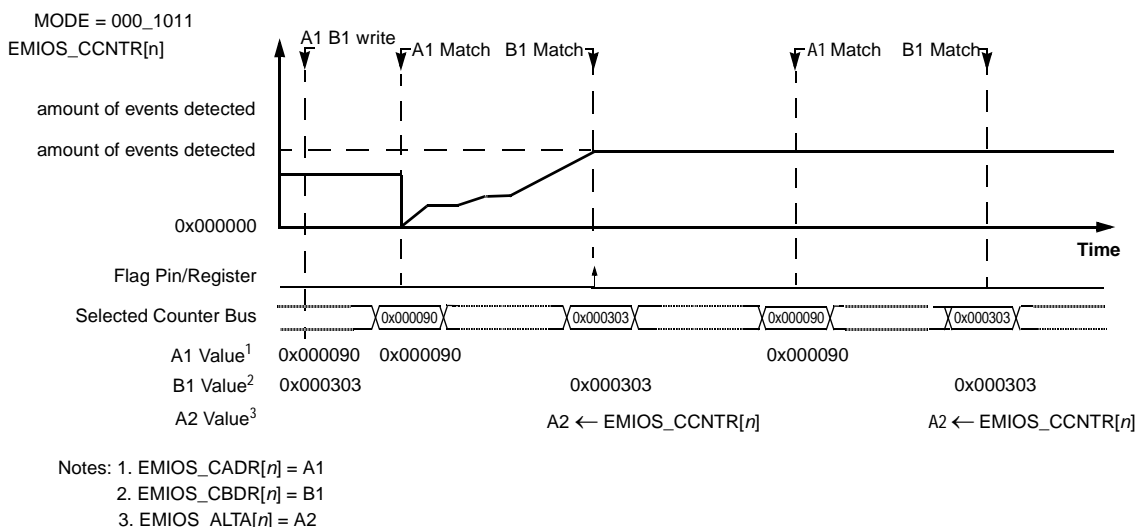 MODE = 000_1011
EMIOS_CCNTR[n]
A1 B1 write
A1 Match B1 Match
A1 Match B1 Match
amount of events detected
amount of events detected
0x000000
Time
Flag Pin/Register
Selected Counter Bus 0x000090 0x000303 0x000090 0x000303
A1 Value1 0x000090 0x000090 0x000090
B1 Value2 0x000303 0x000303 0x000303
A2 Value3 A2 ← EMIOS_CCNTR[n] A2 ← EMIOS_CCNTR[n]
Notes: 1. EMIOS_CADR[n] = A1
2. EMIOS_CBDR[n] = B1
3. EMIOS_ALTA[n] = A2